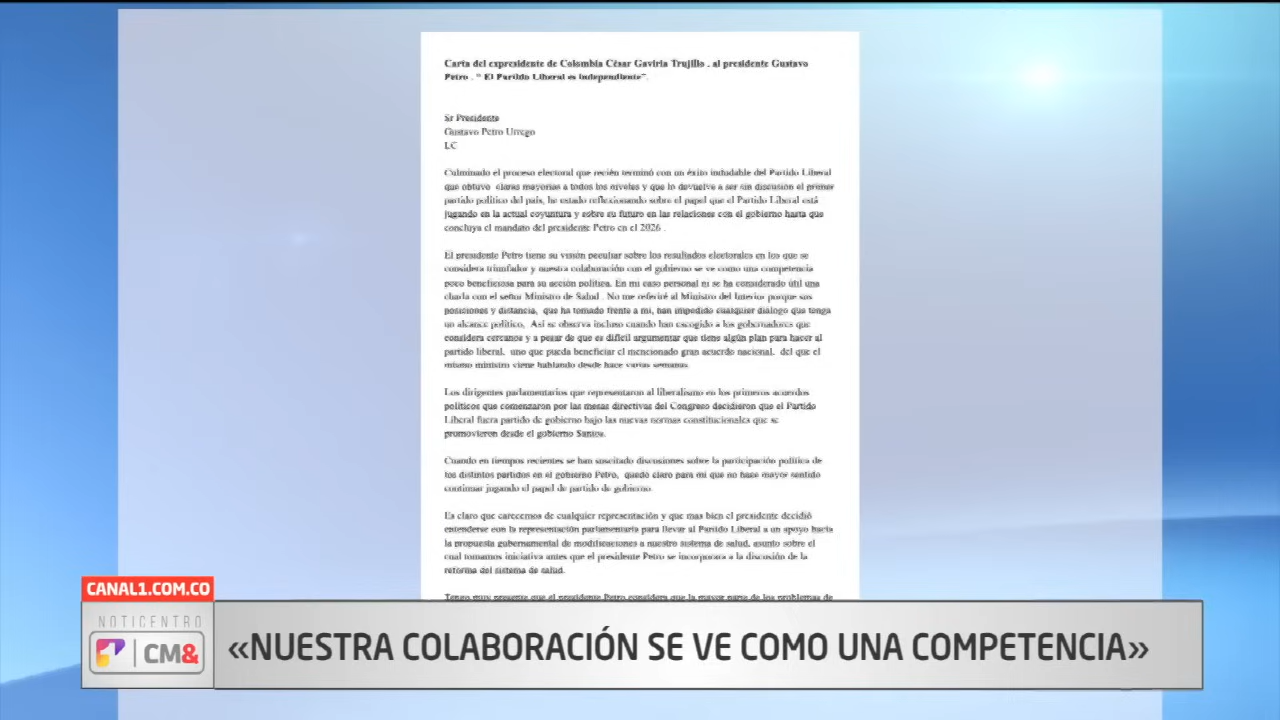 Carta del expresidente de Colombia César Gaviria Trujillo . al presidente Gustavo
Petro . " El Partido Liberal es independiente".
Sr Presidente
Gustavo Petro Urrego
LC
Culminado el proceso electoral que recién terminó con un éxito indudable del Partido Liberal
que obtuvo claras mayorías a todos los niveles y que lo devuelve a ser sin discusión el primer
partido político del país, he estado reflexionando sobre el papel que el Partido Liberal está
jugando en la actual coyuntura y sobre su futuro en las relaciones con el gobierno hasta que
concluya el mandato del presidente Petro en el 2026 .
El presidente Petro tiene su visión peculiar sobre los resultados electorales en los que se
considera triunfador y nuestra colaboración con el gobierno se ve como una competencia
poco beneficiosa para su acción política. En mi caso personal ni se ha considerado útil una
charla con el señor Ministro de Salud . No me referiré al Ministro del Interior porque sus
posiciones y distancia, que ha tomado frente a mi, han impedido cualquier dialogo que tenga
un alcance político, Así se observa incluso cuando han escogido a los gobernadores que
considera cercanos y a pesar de que es difícil argumentar que tiene algún plan para hacer al
partido liberal, uno que pueda beneficiar el mencionado gran acuerdo nacional, del que el
mismo ministro viene hablando desde hace varias semanas.
Los dirigentes parlamentarios que representaron al liberalismo en los primeros acuerdos
políticos que comenzaron por las mesas directivas del Congreso decidieron que el Partido
Liberal fuera partido de gobierno bajo las nuevas normas constitucionales que se
promovieron desde el gobierno Santos.
Cuando en tiempos recientes se han suscitado discusiones sobre la participación política de
los distintos partidos en el gobierno Petro, quedó claro para mi que no hace mayor sentido
continuar jugando el papel de partido de gobierno.
Es claro que carecemos de cualquier representación y que mas bien el presidente decidió
entenderse con la representación parlamentaria para llevar al Partido Liberal a un apoyo hacia
la propuesta gubernamental de modificaciones a nuestro sistema de salud, asunto sobre el
cual tomamos iniciativa antes que el presidente Petro se incorporara a la discusión de la
reforma del sistema de salud.
Tengo muy presente que el presidente Petro considera que la mayor parte de los problemas de
CANAL1.COM.CO
NOTICENTRO
1 CM&
«NUESTRA COLABORACIÓN SE VE COMO UNA COMPETENCIA»